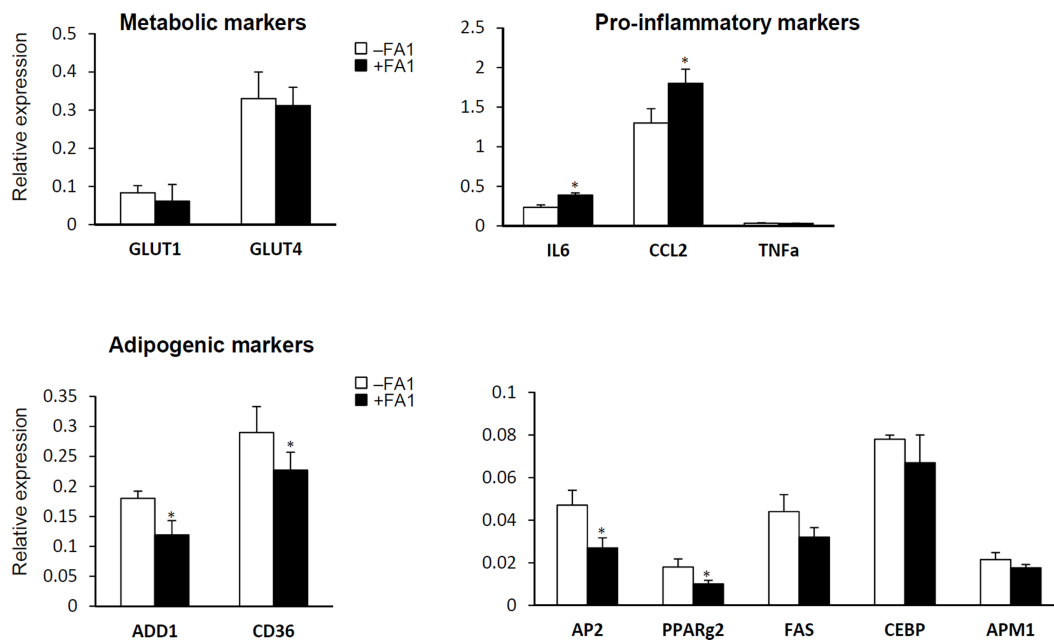 Metabolic markers
Relative expression
0.5
0.4
0.3
0.2
0.1
0
GLUT1 GLUT4
–FA1
+FA1
Pro-inflammatory markers
2.5
2
1.5
1
0.5
0
* *
IL6 CCL2 TNFa
Adipogenic markers
Relative expression
0.35
0.3
0.25
0.2
0.15
0.1
0.05
0
* *
ADD1 CD36
–FA1
+FA1
0.1
0.08
0.06
0.04
0.02
0
* *
AP2 PPARg2 FAS CEBP APM1